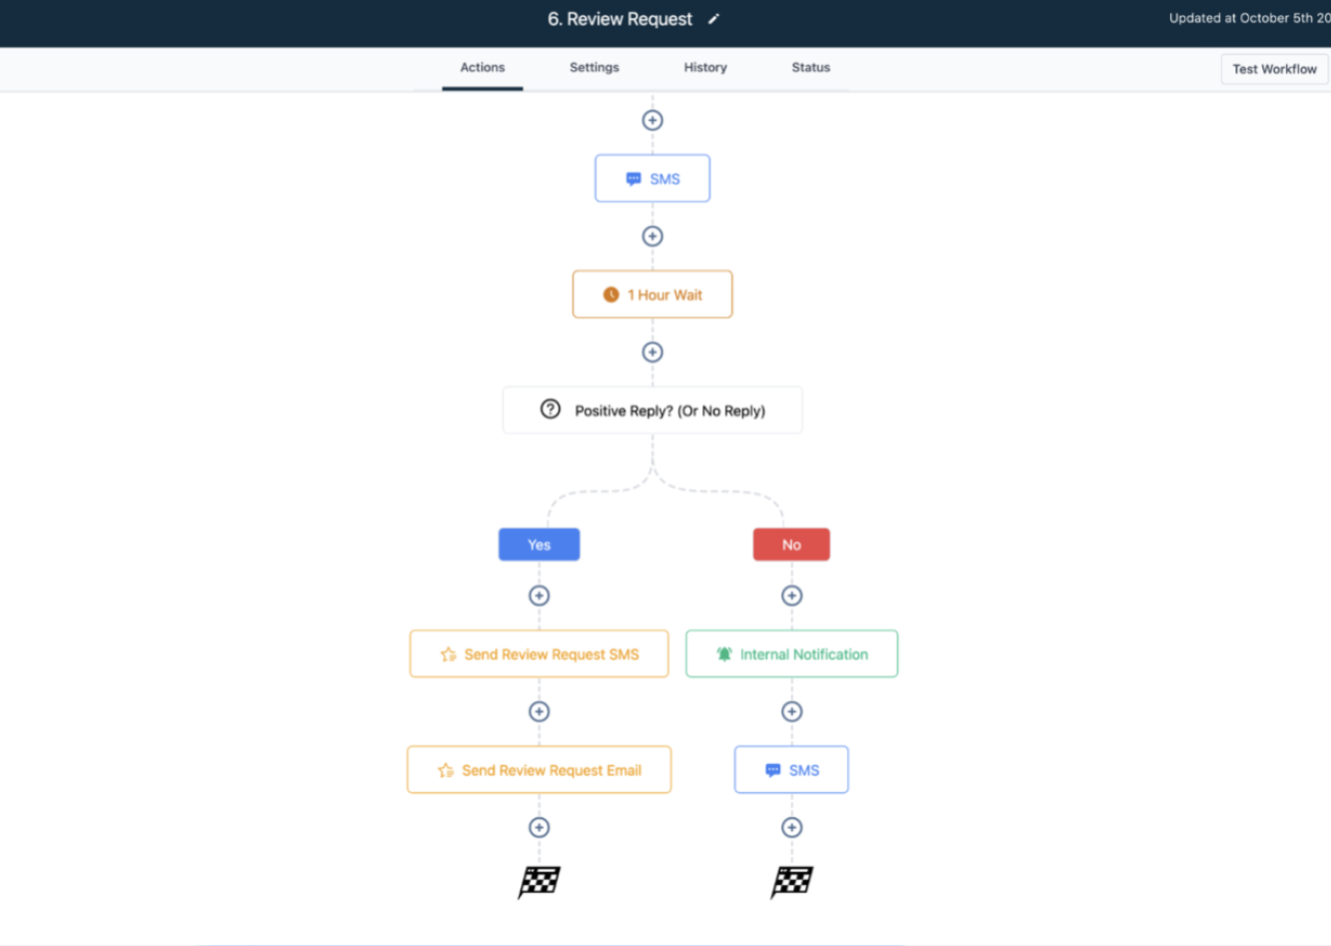 6. Review Request
Updated at October 5th 20
Actions
Settings
History
Status
Test Workflow
SMS
1 Hour Wait
Positive Reply? (Or No Reply)
Yes
No
Send Review Request SMS
Internal Notification
Send Review Request Email
SMS